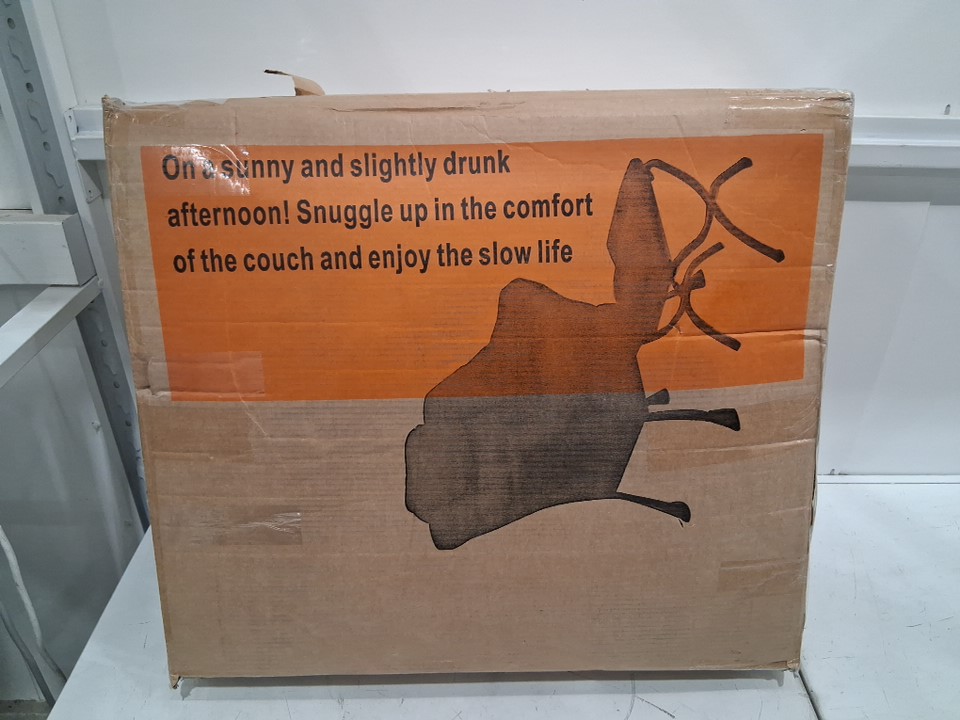 On a sunny and slightly drunk
afternoon! Snuggle up in the comfort
of the couch and enjoy the slow life